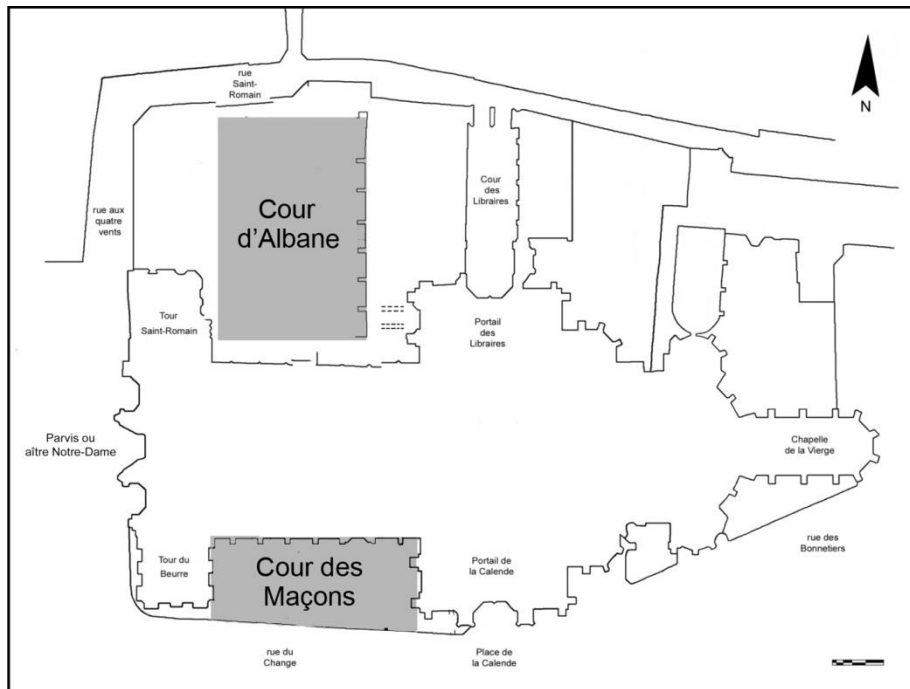 rue
Saint-
Romain
N
Cour
d'Albane
Cour
des
Libraires
rue aux
quatre
vents
Tour
Saint-Romain
Portail
des
Libraires
Parvis ou
aître Notre-Dame
Chapelle
de la Vierge
Tour du
Beurre
Cour des
Maçons
Portail de
la Calende
rue des
Bonnetiers
rue du
Change
Place de
la Calende